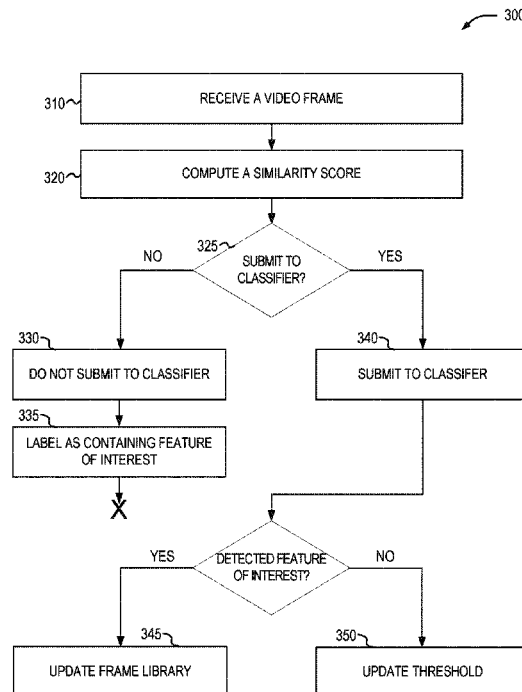 300
310
RECEIVE A VIDEO FRAME
320
COMPUTE A SIMILARITY SCORE
325
SUBMIT TO
CLASSIFIER?
NO
YES
330
DO NOT SUBMIT TO CLASSIFER
340
SUBMIT TO CLASSIFER
335
LABEL AS CONTAINING FEATURE
OF INTEREST
X
DETECTED FEATURE
OF INTEREST?
YES
NO
345
UPDATE FRAME LIBRARY
350
UPDATE THRESHOLD